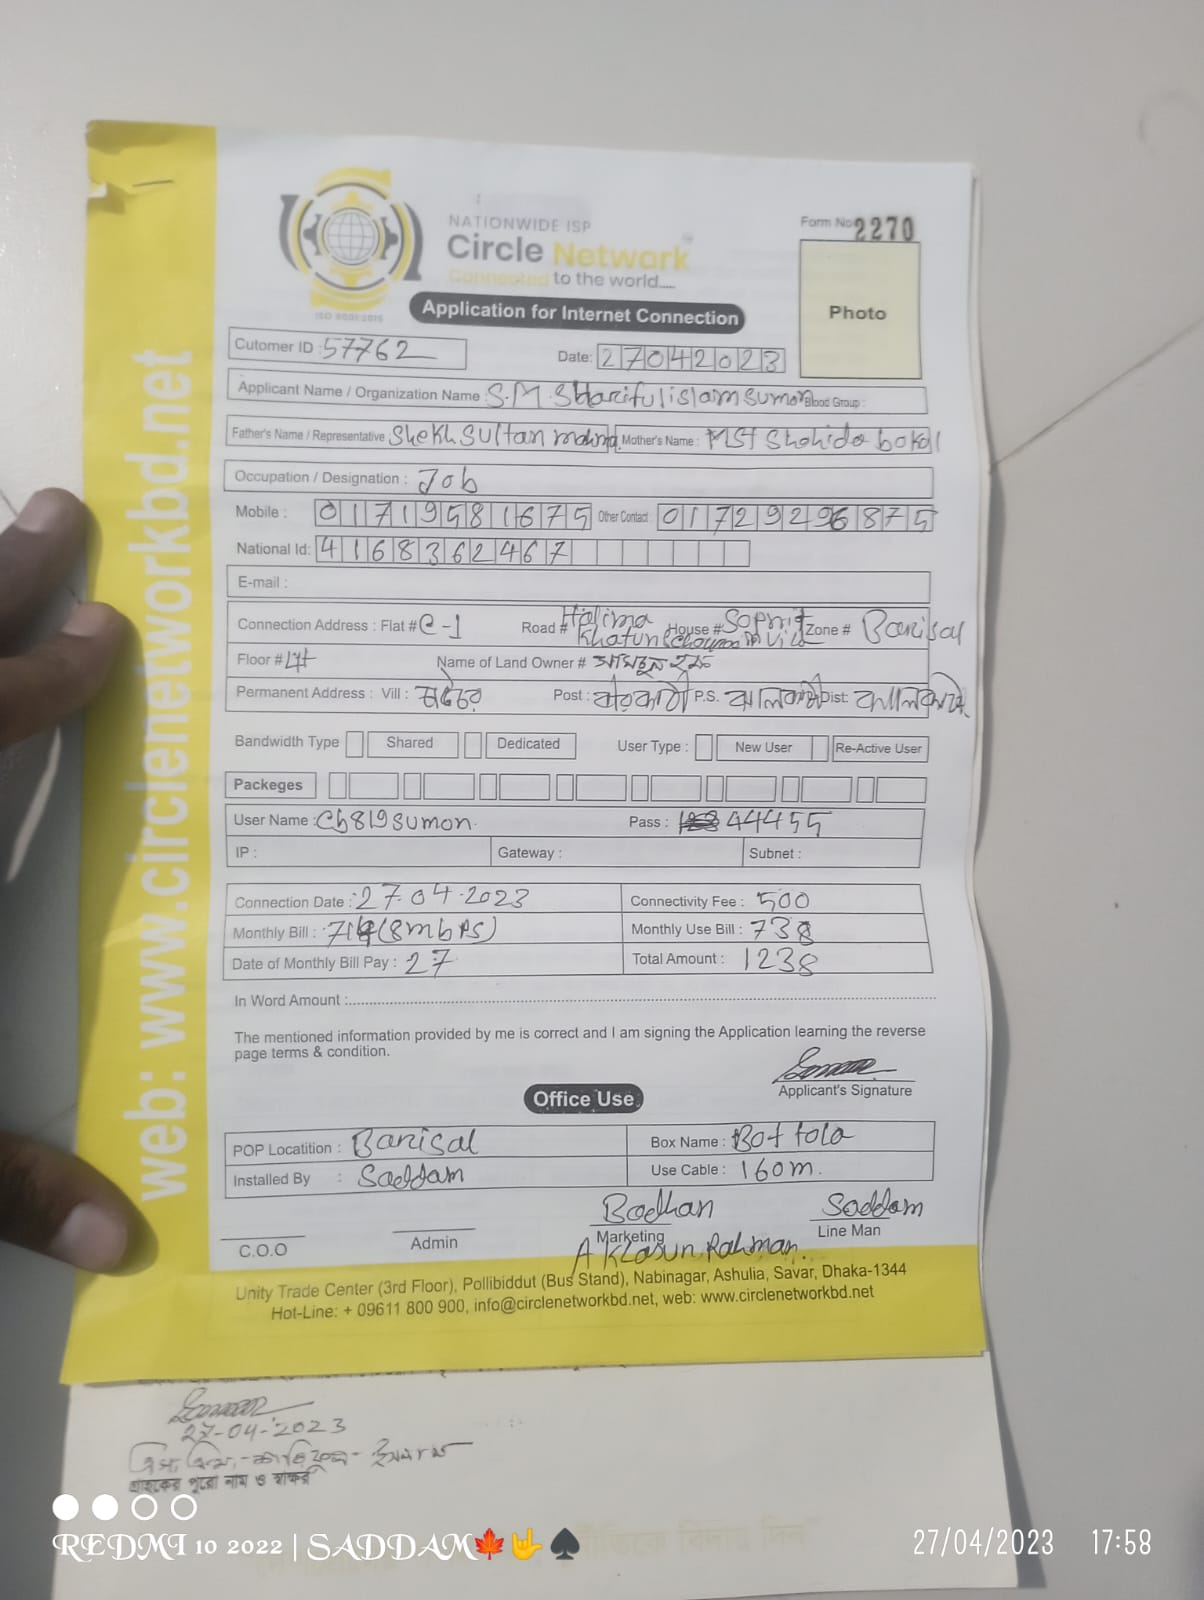 NATIONWIDE ISP
Circle Network
Connected to the world.....
ISO 9001:2015
Form No 2270
Photo
Application for Internet Connection
Cutomer ID : 57762
Date: 27042023
Applicant Name / Organization Name : S.M. Sharifulislam Sumon Blood Group :
Father's Name / Representative Shekh Sultan Mother's Name : MST Shahida
Occupation / Designation : Job
Mobile : 01719581675 Other Contact : 01729296875
National Id: 4168362467
E-mail :
Connection Address : Flat # C-1 Road # Halima Khatun House # Zone # Barisal
Floor # Name of Land Owner #
Permanent Address : Vill : Post : P.S. ঝালকাঠী Dist: ঝালকাঠী
Bandwidth Type Shared Dedicated User Type : New User Re-Active User
Packeges
User Name : Cb819sumon. Pass : 44455
IP : Gateway : Subnet :
Connection Date : 27.04.2023 Connectivity Fee : 500
Monthly Bill : (8mbps) Monthly Use Bill : 738
Date of Monthly Bill Pay : 27 Total Amount : 1238
In Word Amount :
The mentioned information provided by me is correct and I am signing the Application learning the reverse
page terms & condition.
Applicant's Signature
Office Use
POP Locatition : Barisal Box Name : Bot tola
Installed By : Saddam Use Cable : 160m.
Badhan Saddam
C.O.O Admin Marketing Line Man
Rahman.
Unity Trade Center (3rd Floor), Pollibiddut (Bus Stand), Nabinagar, Ashulia, Savar, Dhaka-1344
Hot-Line: + 09611 800 900, info@circlenetworkbd.net, web: www.circlenetworkbd.net
web: www.circlenetworkbd.net
27-04-2023
গ্রাহকের পুরো নাম ও স্বাক্ষর
REDMI 10 2022 | SADDAM
27/04/2023 17:58